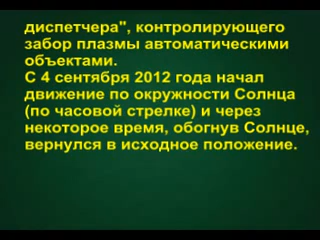 диспетчера", контролирующего
забор плазмы автоматическими
объектами.
С 4 сентября 2012 года начал
движение по окружности Солнца
(по часовой стрелке) и через
некоторое время, обогнув Солнце,
вернулся в исходное положение.